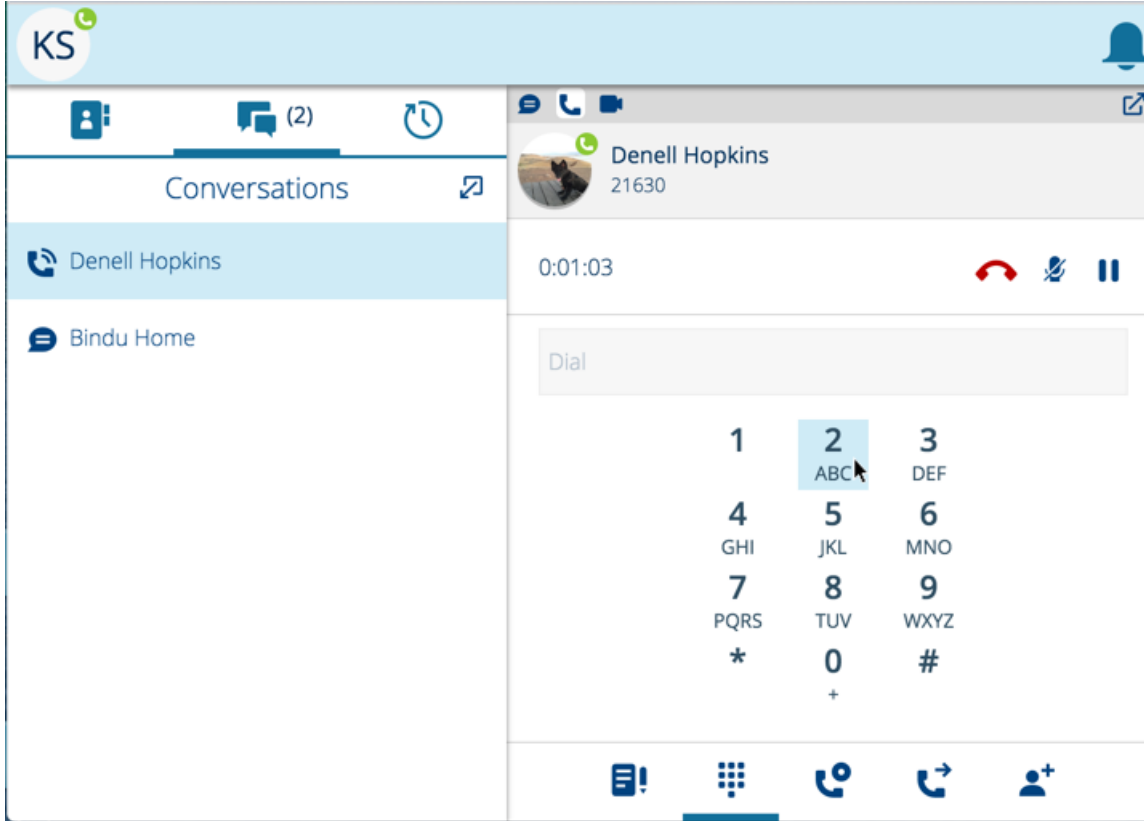 KS
(2)
Conversations
Denell Hopkins
Bindu Home
Denell Hopkins
21630
0:01:03
Dial
1 2 3
ABC DEF
4 5 6
GHI JKL MNO
7 8 9
PQRS TUV WXYZ
* 0 #
+